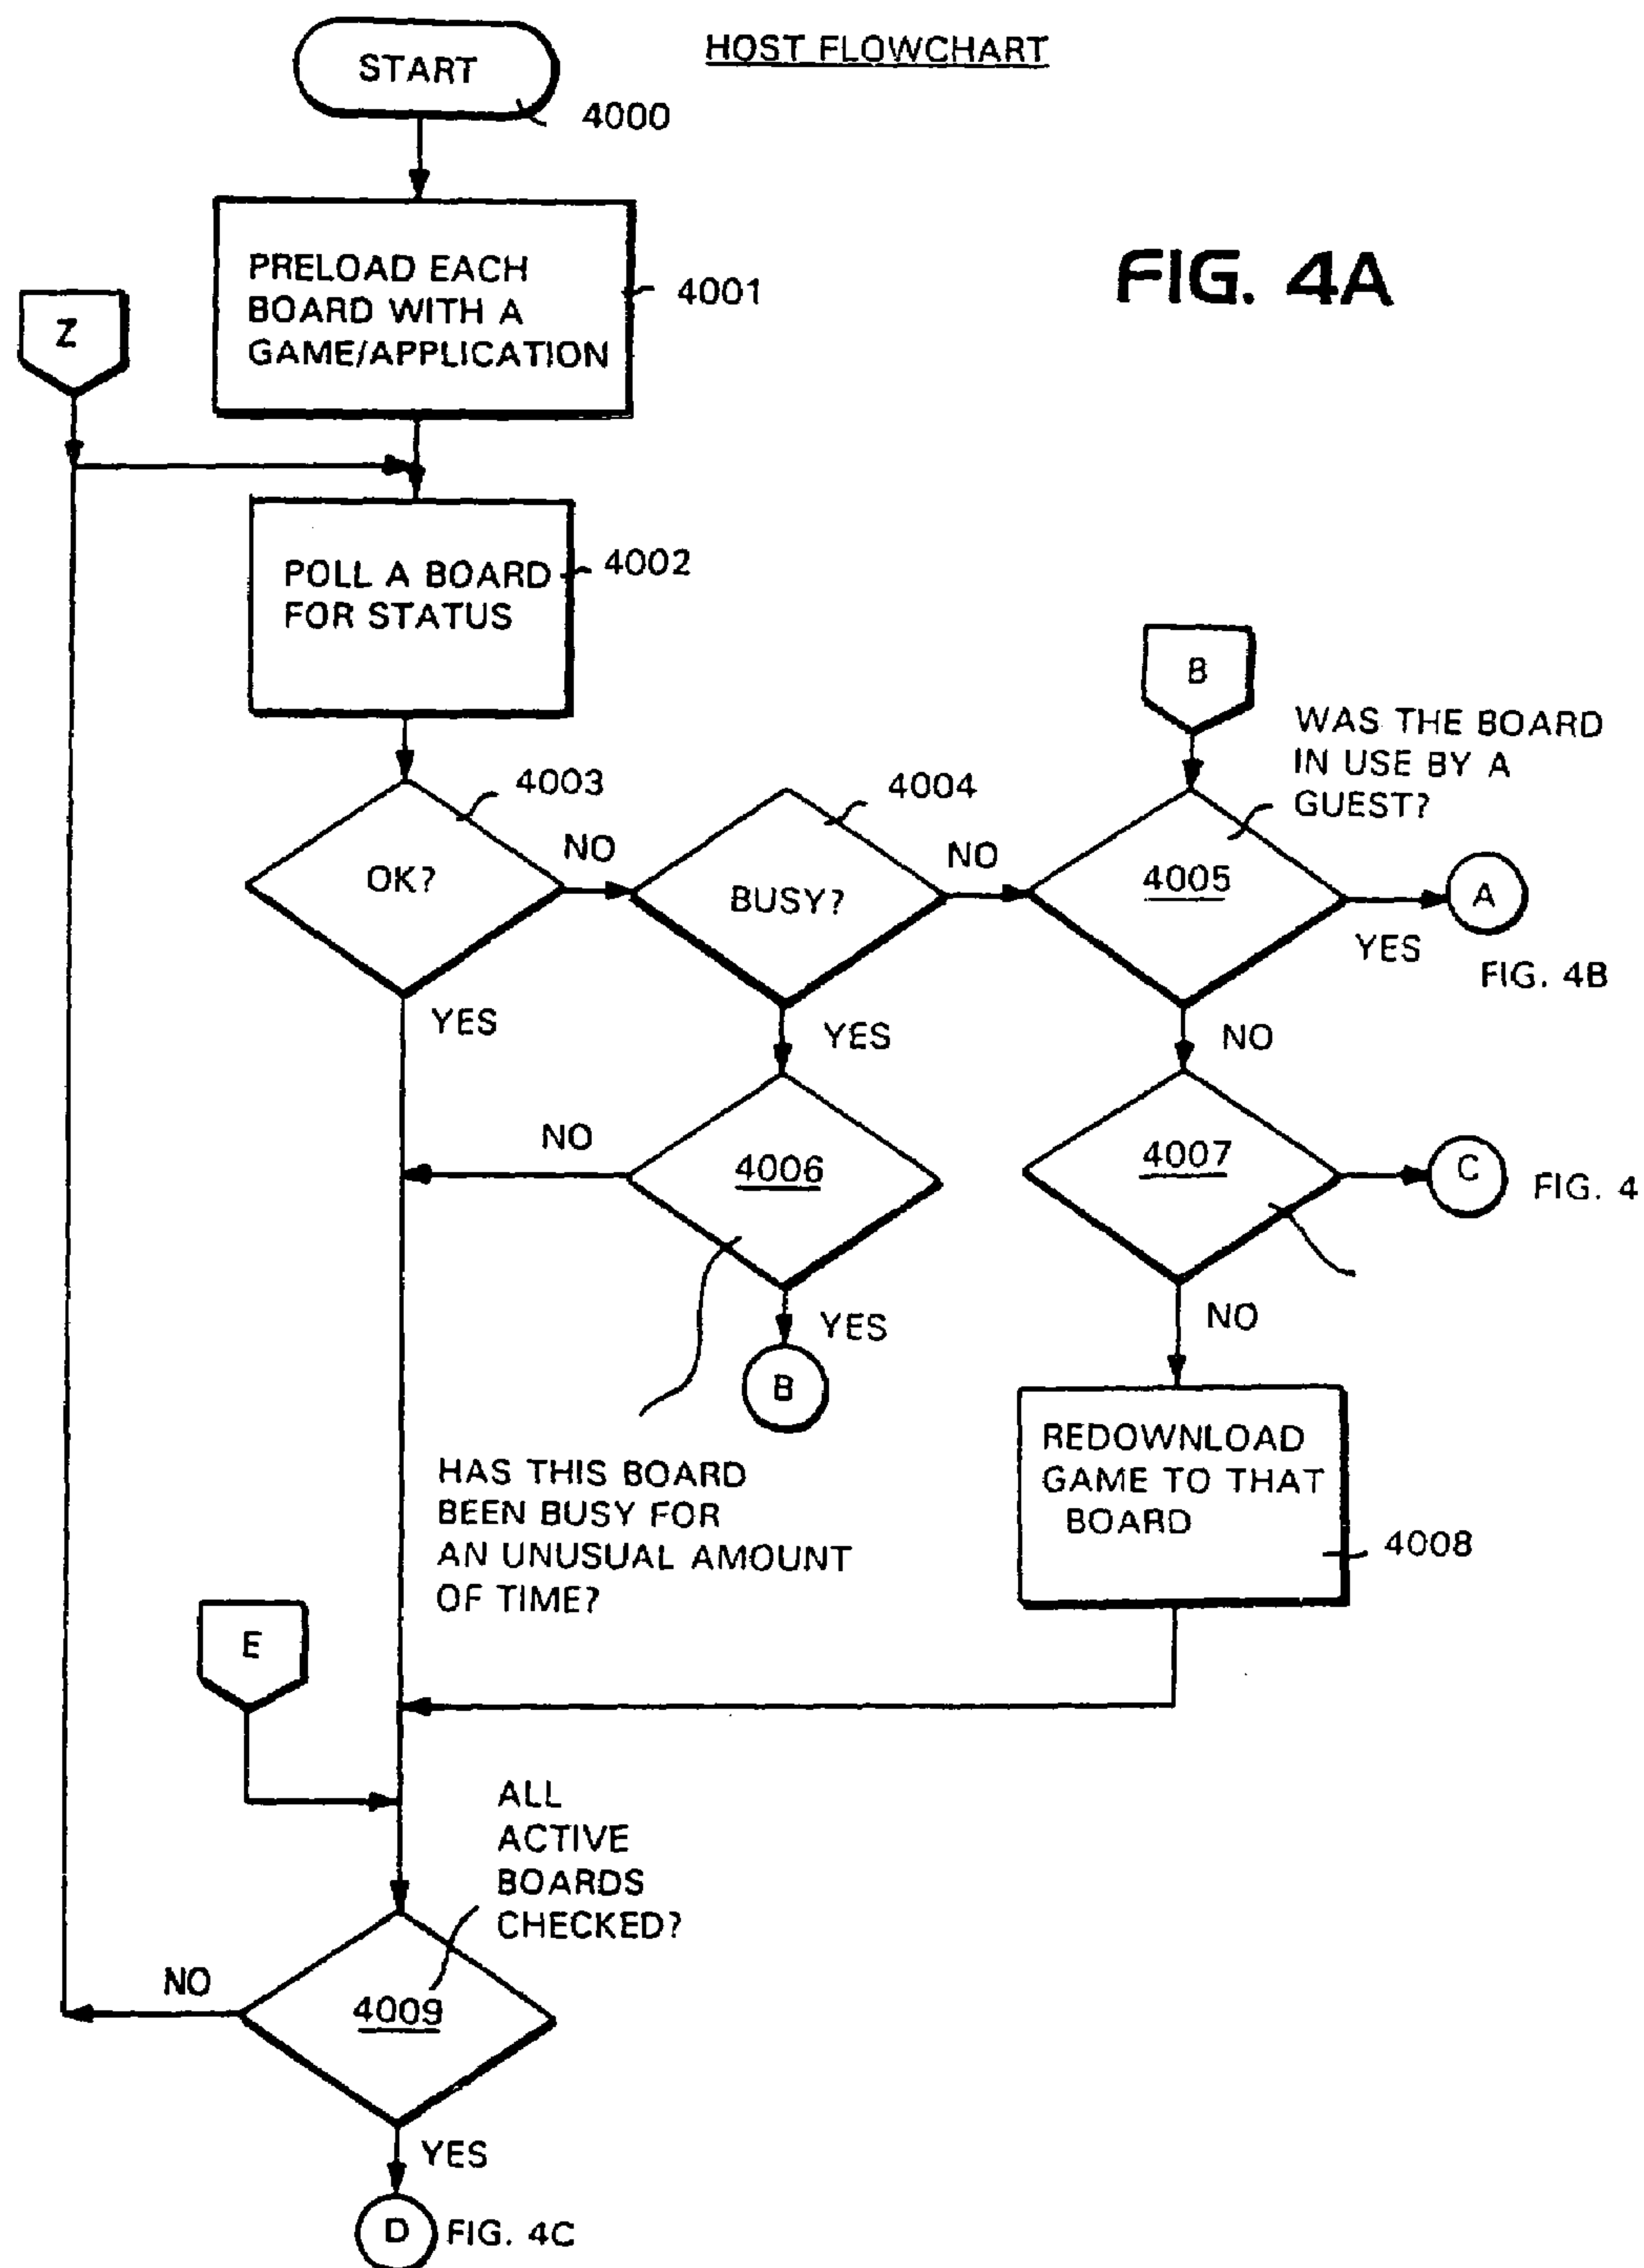 HOST FLOWCHART
START
4000
PRELOAD EACH
BOARD WITH A
GAME/APPLICATION
4001
FIG. 4A
Z
POLL A BOARD
FOR STATUS
4002
B
WAS THE BOARD
IN USE BY A
GUEST?
4003
OK?
NO
YES
4004
BUSY?
NO
YES
4005
YES
A
FIG. 4B
NO
4006
NO
YES
B
HAS THIS BOARD
BEEN BUSY FOR
AN UNUSUAL AMOUNT
OF TIME?
4007
C
FIG. 4
NO
REDOWNLOAD
GAME TO THAT
BOARD
4008
E
ALL
ACTIVE
BOARDS
CHECKED?
4009
NO
YES
D
FIG. 4C